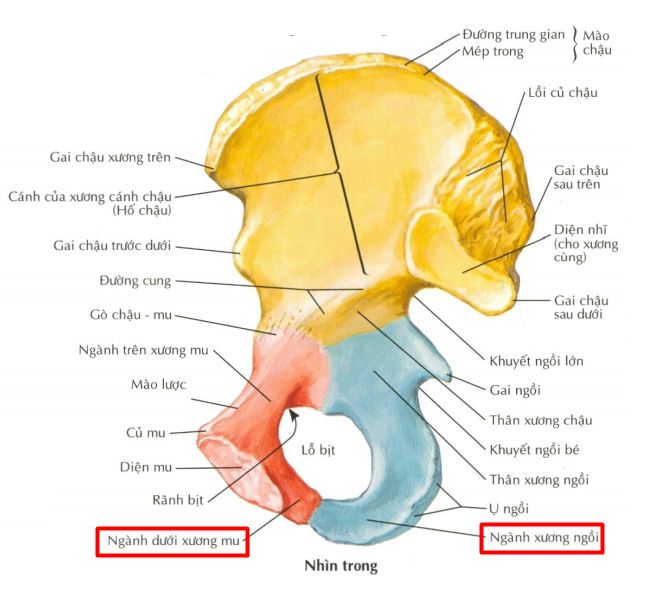 Đường trung gian
Mép trong
Mào
chậu
Lồi củ chậu
Gai chậu xương trên
Gai chậu
sau trên
Cánh của xương cánh chậu
(Hố chậu)
Diện nhĩ
(cho xương
cùng)
Gai chậu trước dưới
Đường cung
Gai chậu
sau dưới
Gò chậu - mu
Ngành trên xương mu
Khuyết ngồi lớn
Mào lược
Gai ngồi
Thân xương chậu
Củ mu
Lỗ bịt
Khuyết ngồi bé
Diện mu
Thân xương ngồi
Rãnh bịt
Ụ ngồi
Ngành dưới xương mu
Ngành xương ngồi
Nhìn trong